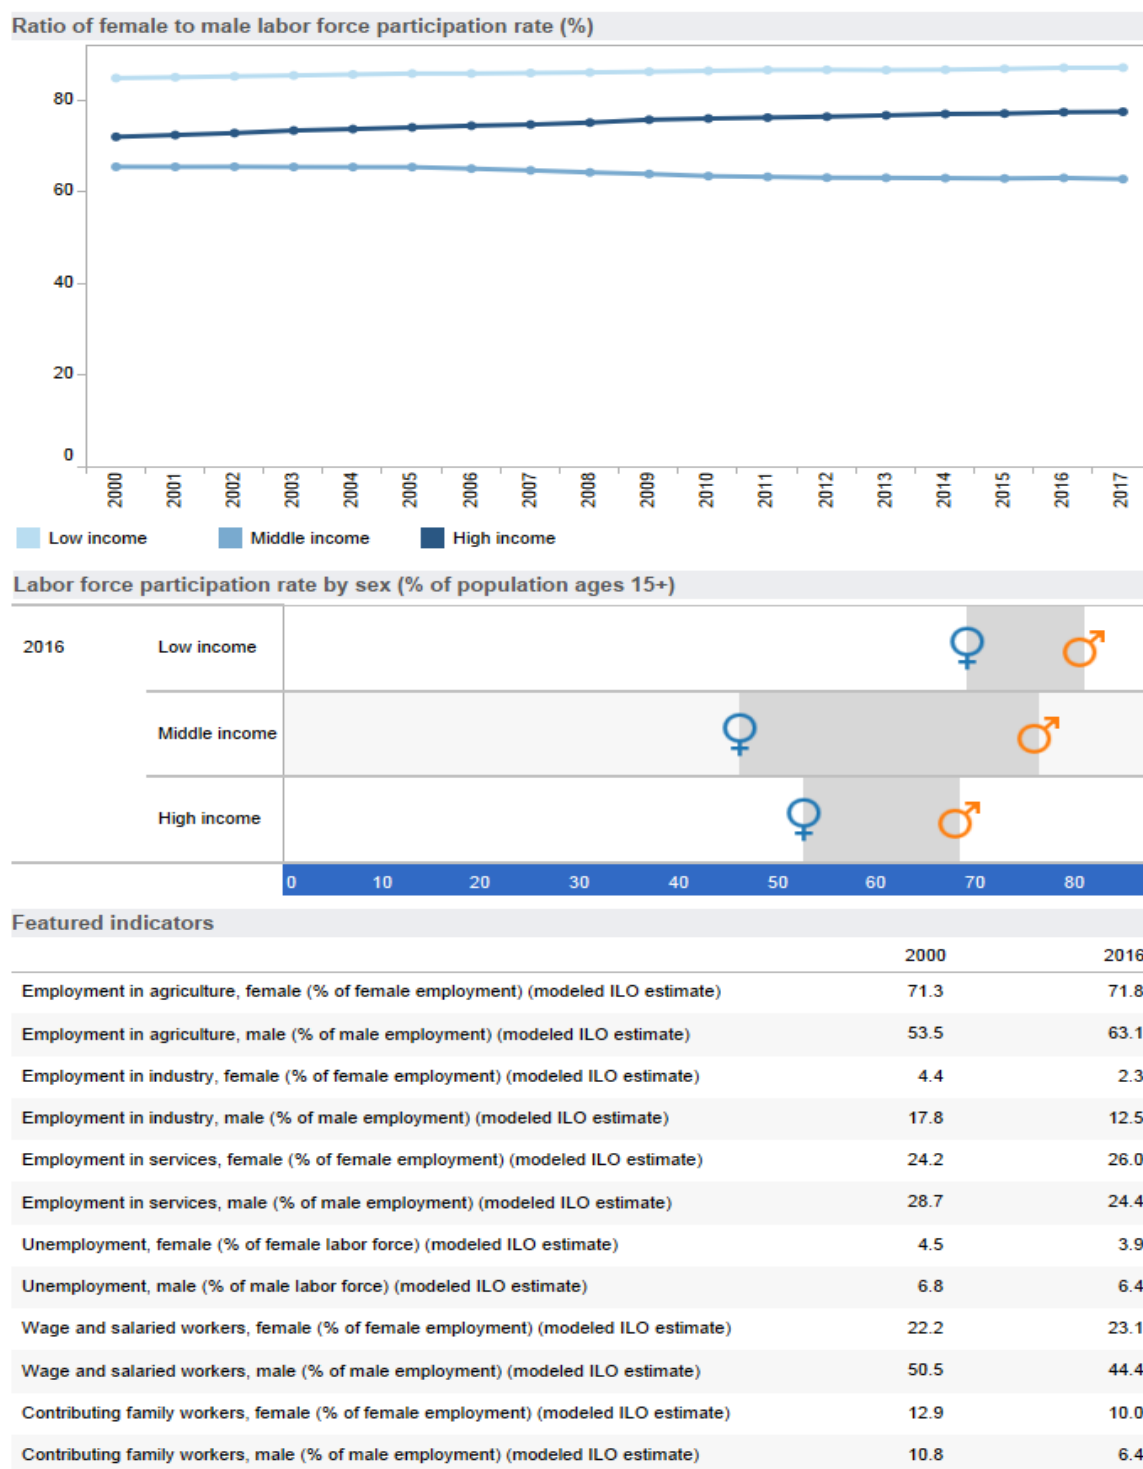 Ratio of female to male labor force participation rate (%)
80
60
40
20
0
2000 2001 2002 2003 2004 2005 2006 2007 2008 2009 2010 2011 2012 2013 2014 2015 2016 2017
Low income Middle income High income
Labor force participation rate by sex (% of population ages 15+)
2016 Low income
Middle income
High income
0 10 20 30 40 50 60 70 80
Featured indicators
2000 2016
Employment in agriculture, female (% of female employment) (modeled ILO estimate) 71.3 71.8
Employment in agriculture, male (% of male employment) (modeled ILO estimate) 53.5 63.1
Employment in industry, female (% of female employment) (modeled ILO estimate) 4.4 2.3
Employment in industry, male (% of male employment) (modeled ILO estimate) 17.8 12.5
Employment in services, female (% of female employment) (modeled ILO estimate) 24.2 26.0
Employment in services, male (% of male employment) (modeled ILO estimate) 28.7 24.4
Unemployment, female (% of female labor force) (modeled ILO estimate) 4.5 3.9
Unemployment, male (% of male labor force) (modeled ILO estimate) 6.8 6.4
Wage and salaried workers, female (% of female employment) (modeled ILO estimate) 22.2 23.1
Wage and salaried workers, male (% of male employment) (modeled ILO estimate) 50.5 44.4
Contributing family workers, female (% of female employment) (modeled ILO estimate) 12.9 10.0
Contributing family workers, male (% of male employment) (modeled ILO estimate) 10.8 6.4